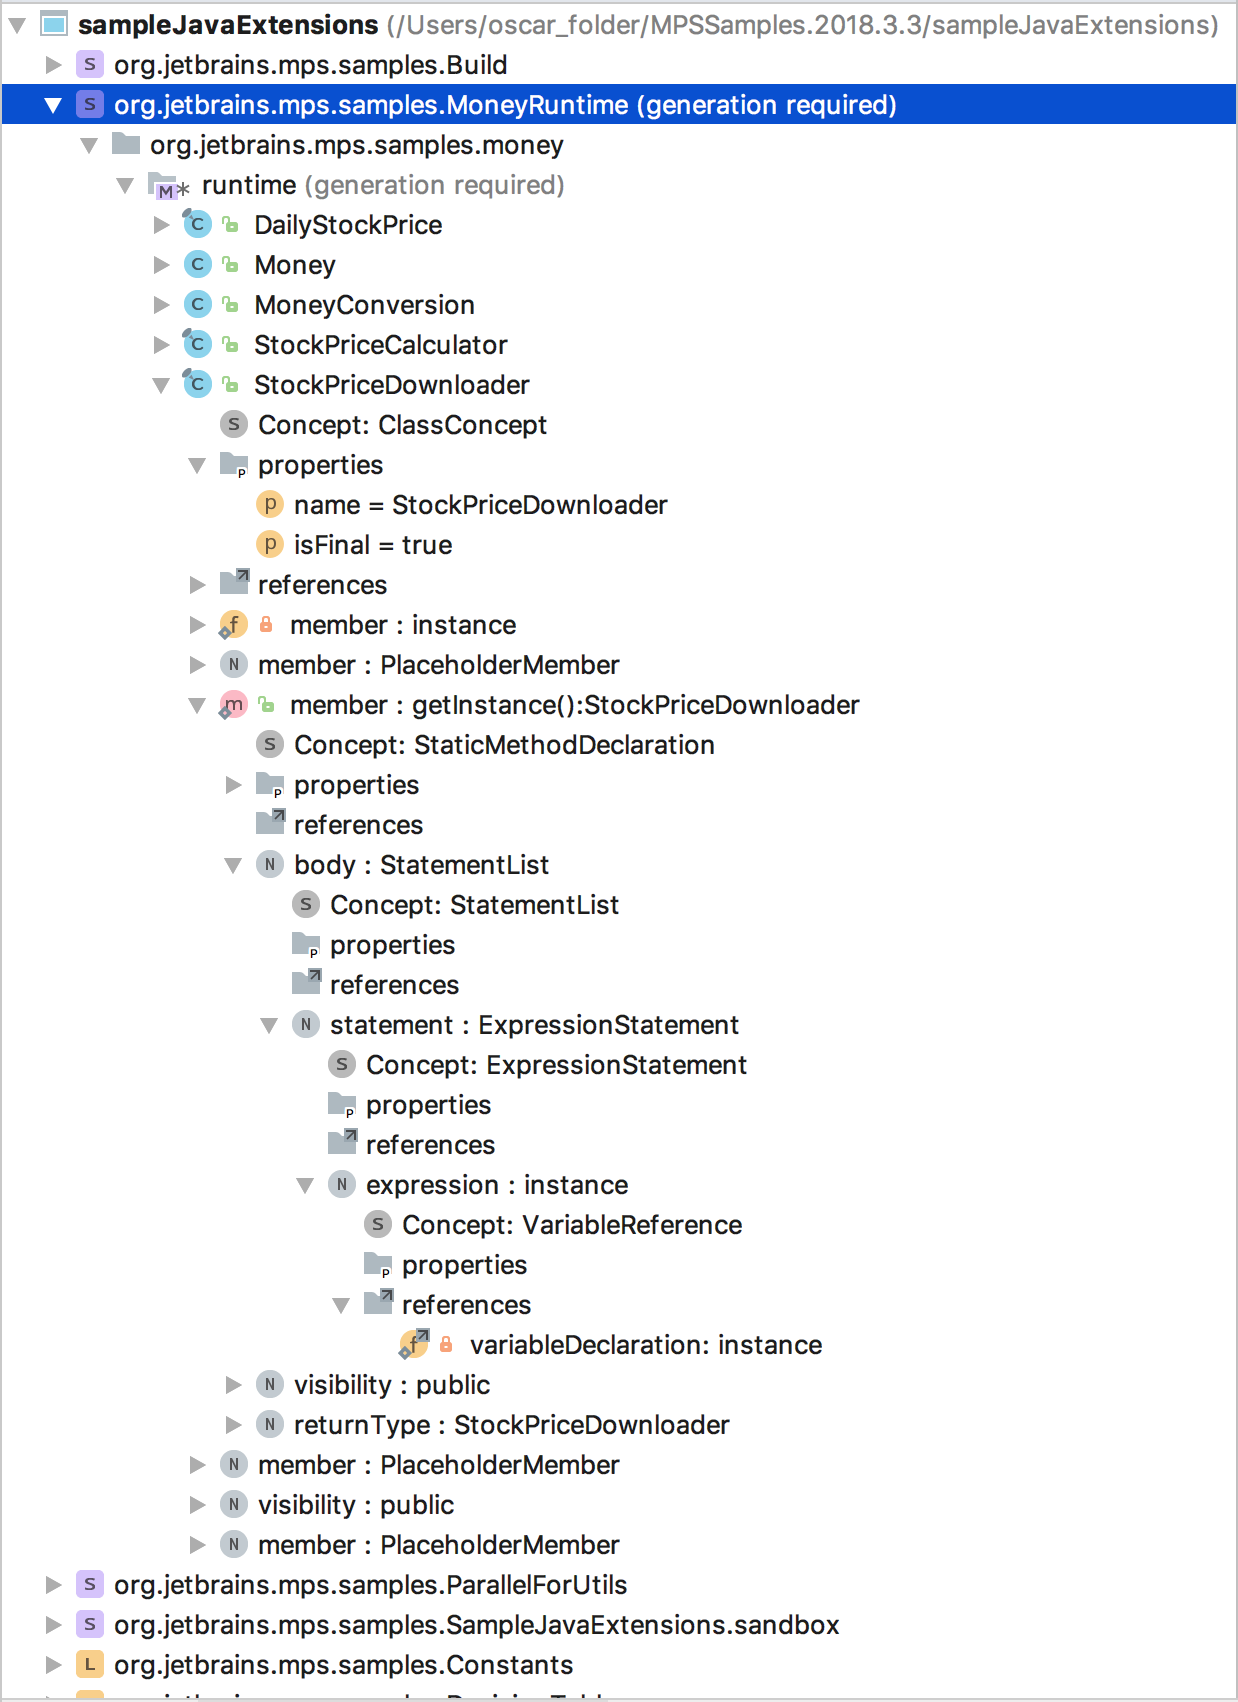 sampleJavaExtensions (/Users/oscar_folder/MPSSamples.2018.3.3/sampleJavaExtensions)
S org.jetbrains.mps.samples.Build
S org.jetbrains.mps.samples.MoneyRuntime (generation required)
org.jetbrains.mps.samples.money
M* runtime (generation required)
C DailyStockPrice
C Money
C MoneyConversion
C StockPriceCalculator
C StockPriceDownloader
S Concept: ClassConcept
P properties
p name = StockPriceDownloader
p isFinal = true
references
f member : instance
N member : PlaceholderMember
m member : getInstance():StockPriceDownloader
S Concept: StaticMethodDeclaration
P properties
references
N body : StatementList
S Concept: StatementList
P properties
references
N statement : ExpressionStatement
S Concept: ExpressionStatement
P properties
references
N expression : instance
S Concept: VariableReference
P properties
references
f variableDeclaration: instance
N visibility : public
N returnType : StockPriceDownloader
N member : PlaceholderMember
N visibility : public
N member : PlaceholderMember
S org.jetbrains.mps.samples.ParallelForUtils
S org.jetbrains.mps.samples.SampleJavaExtensions.sandbox
L org.jetbrains.mps.samples.Constants